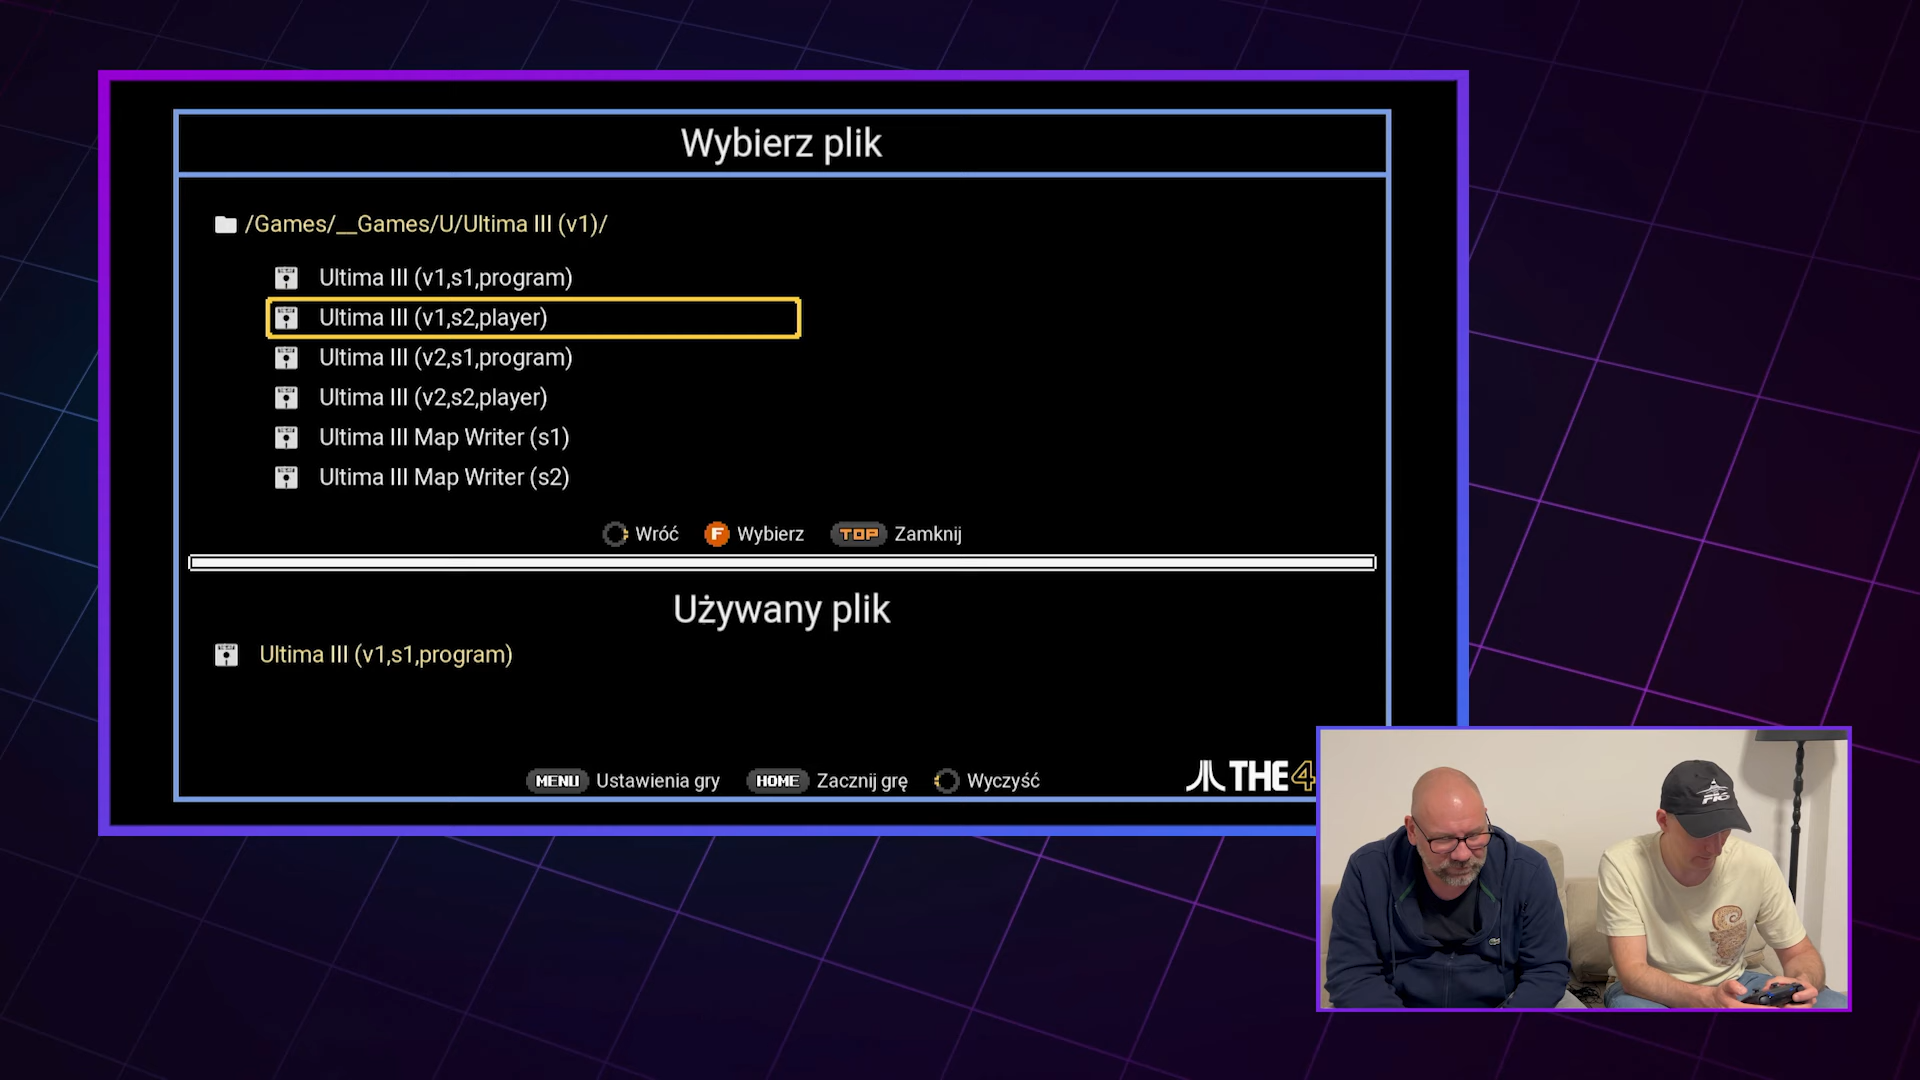 Wybierz plik
/Games/__Games/U/Ultima III (v1)/
Ultima III (v1,s1,program)
Ultima III (v1,s2,player)
Ultima III (v2,s1,program)
Ultima III (v2,s2,player)
Ultima III Map Writer (s1)
Ultima III Map Writer (s2)
Wróć F Wybierz TOP Zamknij
Używany plik
Ultima III (v1,s1,program)
MENU Ustawienia gry HOME Zacznij grę Wyczyść
THE4